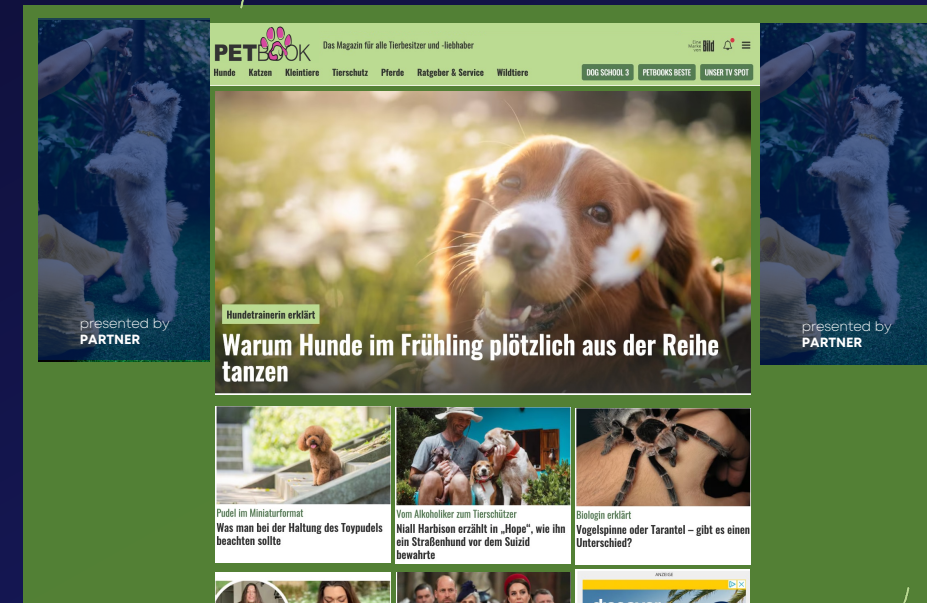 PETBOOK
Das Magazin für alle Tierbesitzer und -liebhaber
Eine Marke von Bild
Hunde Katzen Kleintiere Tierschutz Pferde Ratgeber & Service Wildtiere
DOG SCHOOL 3 PETBOOKS BESTE UNSER TV SPOT
presented by
PARTNER
presented by
PARTNER
Hundetrainerin erklärt
Warum Hunde im Frühling plötzlich aus der Reihe
tanzen
Pudel im Miniaturformat
Was man bei der Haltung des Toypudels
beachten sollte
Vom Alkoholiker zum Tierschützer
Niall Harbison erzählt in „Hope“, wie ihn
ein Straßenhund vor dem Suizid
bewahrte
Biologin erklärt
Vogelspinne oder Tarantel – gibt es einen
Unterschied?
ANZEIGE